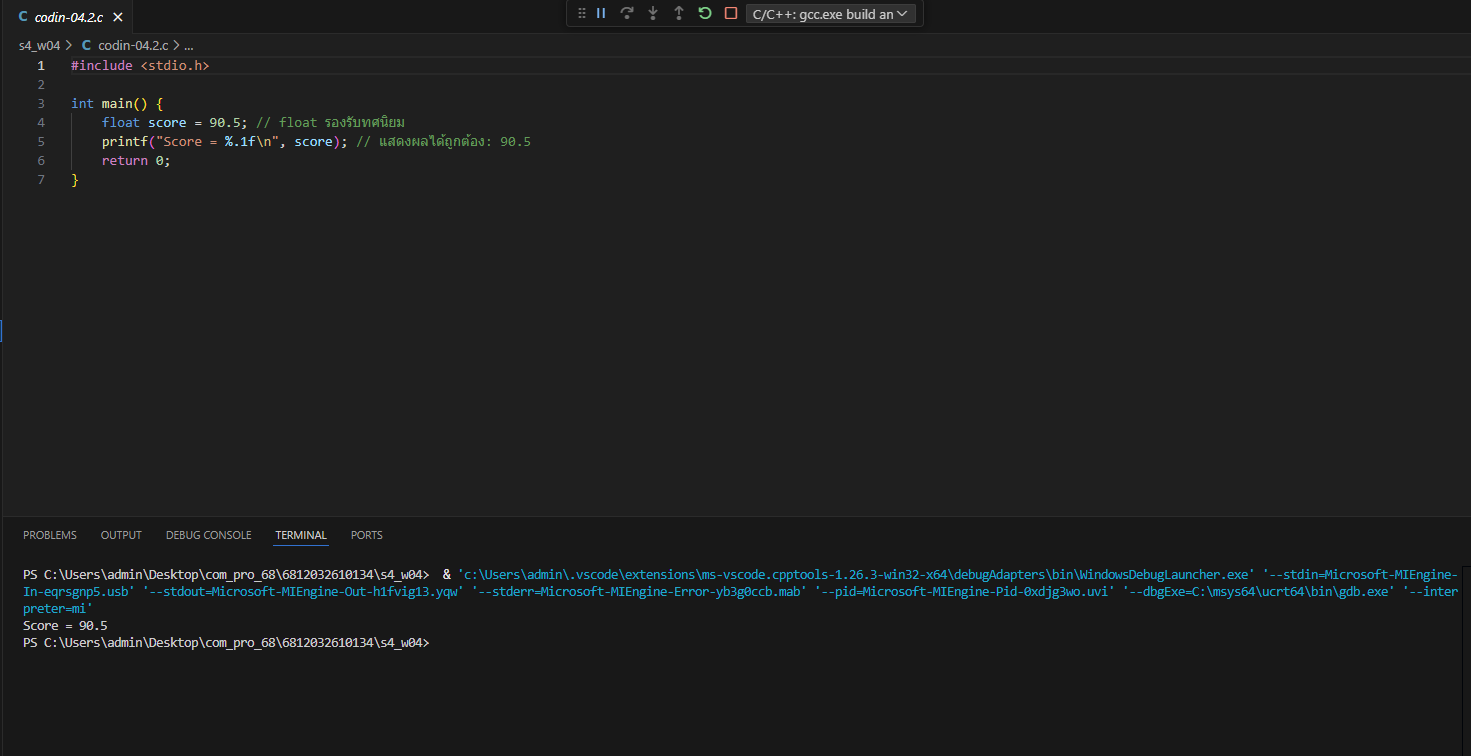 codin-04.2.c
C/C++: gcc.exe build an
s4_w04 > C codin-04.2.c > ...
1 #include <stdio.h>
2
3 int main() {
4 float score = 90.5; // float รองรับทศนิยม
5 printf("Score = %.1f\n", score); // แสดงผลได้ถูกต้อง: 90.5
6 return 0;
7 }
PROBLEMS OUTPUT DEBUG CONSOLE TERMINAL PORTS
PS C:\Users\admin\Desktop\com_pro_68\6812032610134\s4_w04> & 'c:\Users\admin\.vscode\extensions\ms-vscode.cpptools-1.26.3-win32-x64\debugAdapters\bin\WindowsDebugLauncher.exe' '--stdin=Microsoft-MIEngine-
In-eqrsgnp5.usb' '--stdout=Microsoft-MIEngine-Out-h1fvig13.yqw' '--stderr=Microsoft-MIEngine-Error-yb3g0ccb.mab' '--pid=Microsoft-MIEngine-Pid-0xdjg3wo.uvi' '--dbgExe=C:\msys64\ucrt64\bin\gdb.exe' '--inter
preter=mi'
Score = 90.5
PS C:\Users\admin\Desktop\com_pro_68\6812032610134\s4_w04>